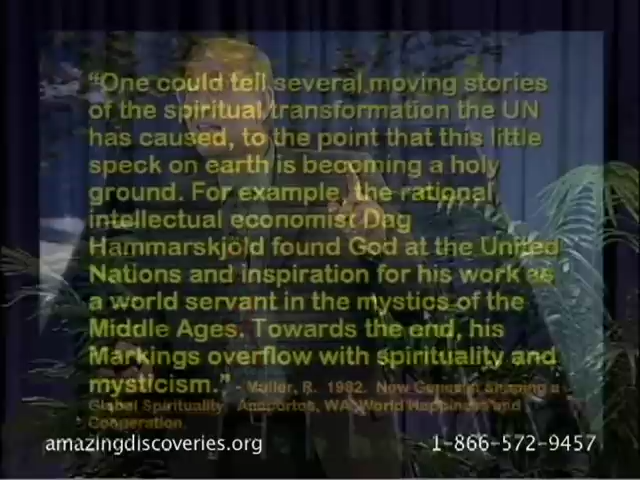 “One could tell several moving stories
of the spiritual transformation the UN
has caused, to the point that this little
speck on earth is becoming a holy
ground. For example, the rational
intellectual economist Dag
Hammarskjöld found God at the United
Nations and inspiration for his work as
a world servant in the mystics of the
Middle Ages. Towards the end, his
Markings overflow with spirituality and
mysticism.” - Muller, R. 1982. New Genesis: Shaping a
Global Spirituality. Anacortes, WA: World Happiness and
Cooperation.
amazingdiscoveries.org 1-866-572-9457